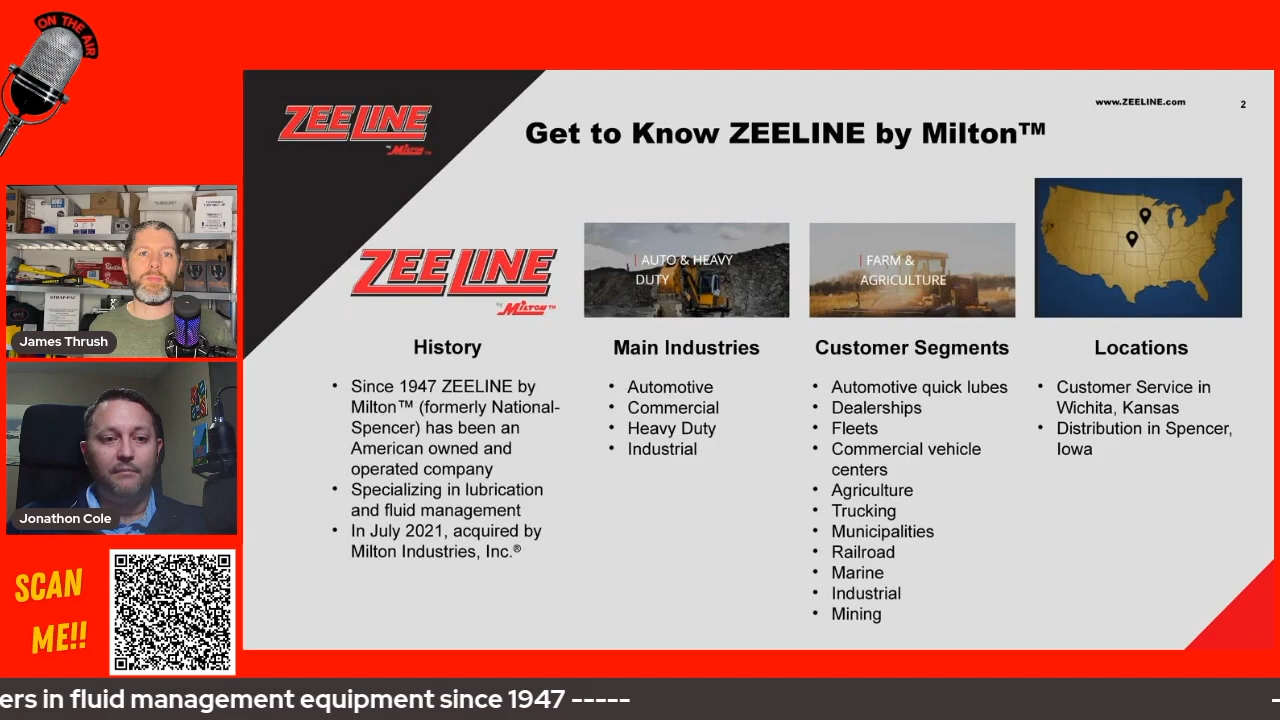 ON THE AIR
ZEELINE
by MILTON™
www.ZEELINE.com
2
Get to Know ZEELINE by Milton™
James Thrush
Jonathon Cole
SCAN
ME!!
ZEELINE
by MILTON™
History
• Since 1947 ZEELINE by
Milton™ (formerly National-
Spencer) has been an
American owned and
operated company
• Specializing in lubrication
and fluid management
• In July 2021, acquired by
Milton Industries, Inc.®
| AUTO & HEAVY
DUTY
Main Industries
• Automotive
• Commercial
• Heavy Duty
• Industrial
| FARM &
AGRICULTURE
Customer Segments
• Automotive quick lubes
• Dealerships
• Fleets
• Commercial vehicle
centers
• Agriculture
• Trucking
• Municipalities
• Railroad
• Marine
• Industrial
• Mining
Locations
• Customer Service in
Wichita, Kansas
• Distribution in Spencer,
Iowa
ers in fluid management equipment since 1947 -----